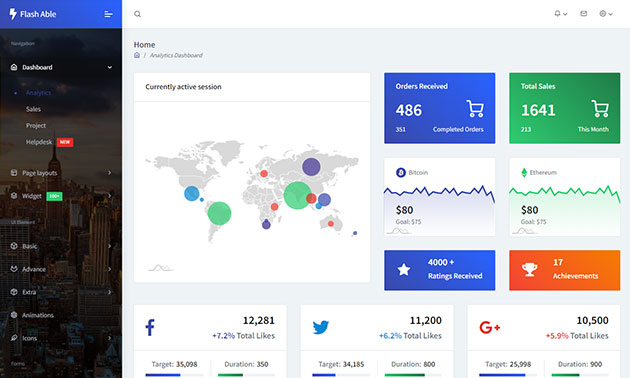 Flash Able
Navigation
Dashboard
Analytics
Sales
Project
Helpdesk NEW
Page layouts
Widget 100+
UI Element
Basic
Advance
Extra
Animations
Icons
Forms
Home
/ Analytics Dashboard
Currently active session
Orders Received
486
351 Completed Orders
Total Sales
1641
213 This Month
Bitcoin
$80
Goal: $75
Ethereum
$80
Goal: $75
4000 +
Ratings Received
17
Achievements
12,281
+7.2% Total Likes
Target: 35,098 Duration: 350
11,200
+6.2% Total Likes
Target: 34,185 Duration: 800
G+ 10,500
+5.9% Total Likes
Target: 25,998 Duration: 900